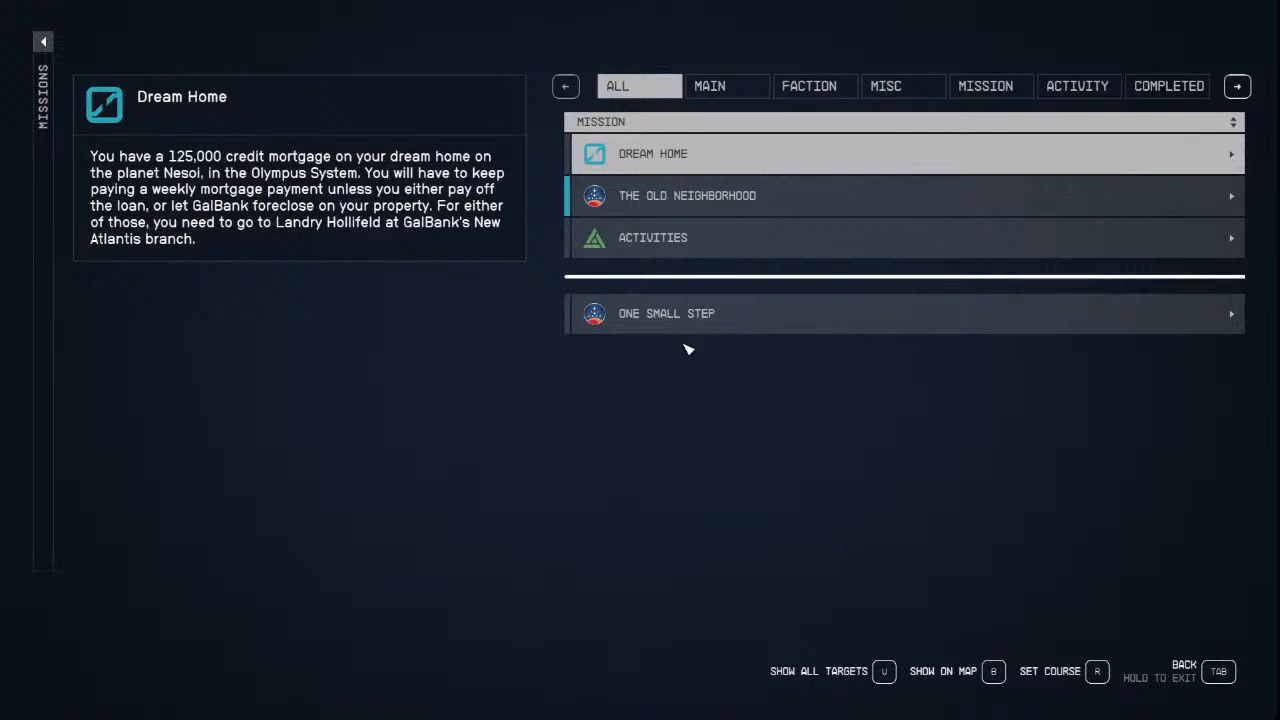 MISSIONS
Dream Home
You have a 125,000 credit mortgage on your dream home on
the planet Nesoi, in the Olympus System. You will have to keep
paying a weekly mortgage payment unless you either pay off
the loan, or let GalBank foreclose on your property. For either
of those, you need to go to Landry Hollifeld at GalBank's New
Atlantis branch.
ALL MAIN FACTION MISC MISSION ACTIVITY COMPLETED
MISSION
DREAM HOME
THE OLD NEIGHBORHOOD
ACTIVITIES
ONE SMALL STEP
SHOW ALL TARGETS U SHOW ON MAP B SET COURSE R BACK TAB
HOLD TO EXIT